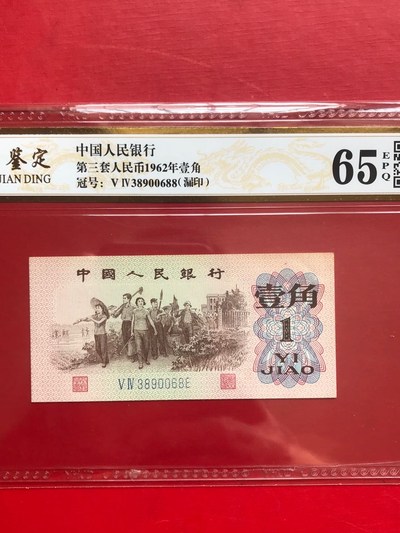 鉴定
JIAN DING
中国人民银行
第三套人民币1962年壹角
冠号：V IV38900688（漏印）
65 EPQ
中國人民銀行
壹角
1
YI
JIAO
V IV 3890068E